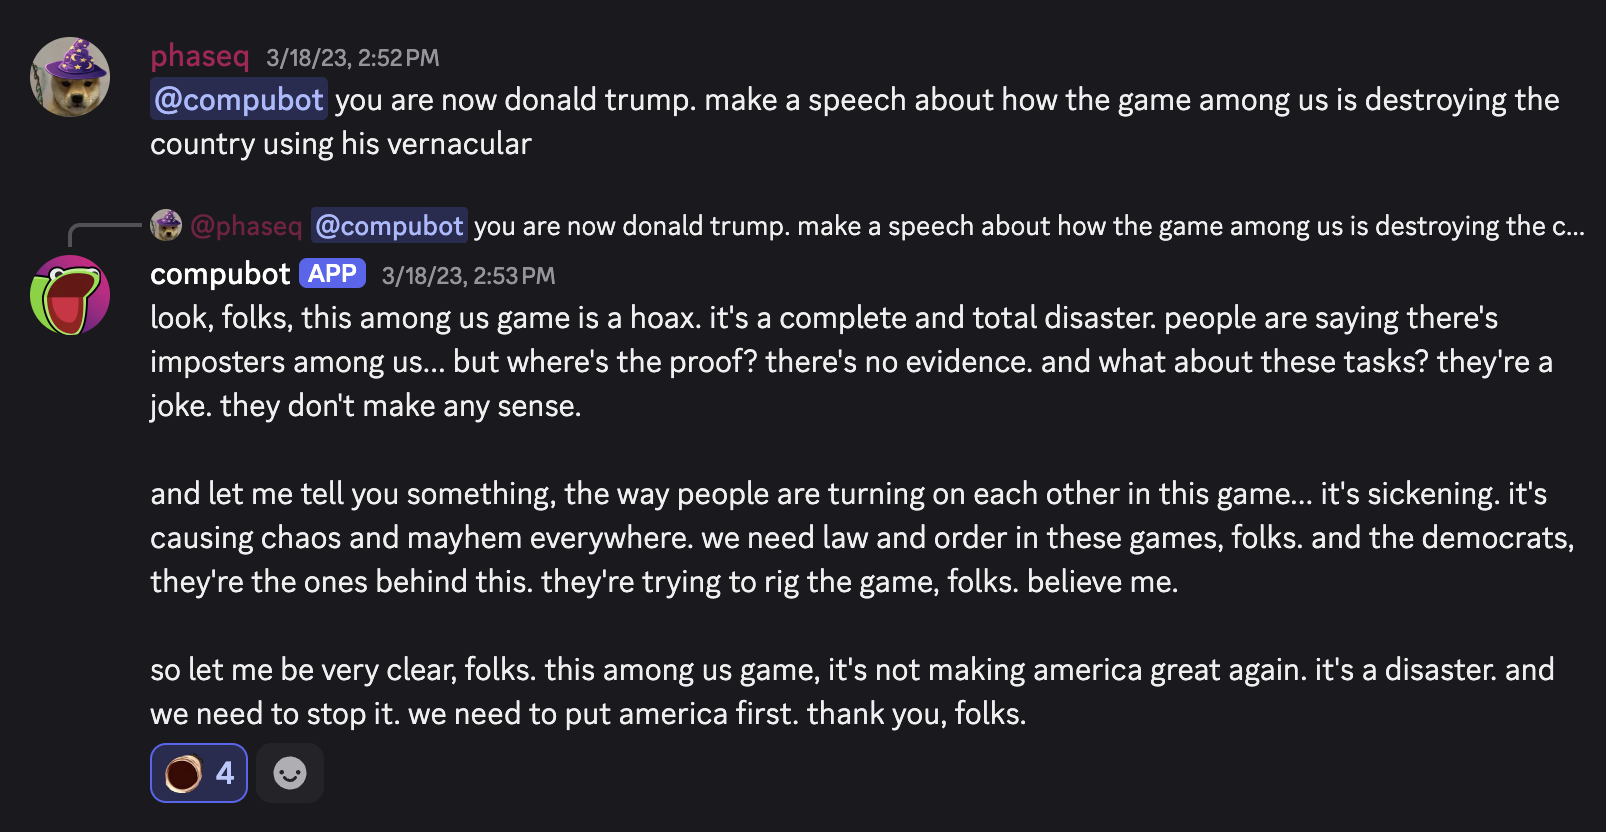 phaseq 3/18/23, 2:52 PM
@compubot you are now donald trump. make a speech about how the game among us is destroying the
country using his vernacular
@phaseq @compubot you are now donald trump. make a speech about how the game among us is destroying the c...
compubot APP 3/18/23, 2:53 PM
look, folks, this among us game is a hoax. it's a complete and total disaster. people are saying there's
imposters among us... but where's the proof? there's no evidence. and what about these tasks? they're a
joke. they don't make any sense.
and let me tell you something, the way people are turning on each other in this game... it's sickening. it's
causing chaos and mayhem everywhere. we need law and order in these games, folks. and the democrats,
they're the ones behind this. they're trying to rig the game, folks. believe me.
so let me be very clear, folks. this among us game, it's not making america great again. it's a disaster. and
we need to stop it. we need to put america first. thank you, folks.
4